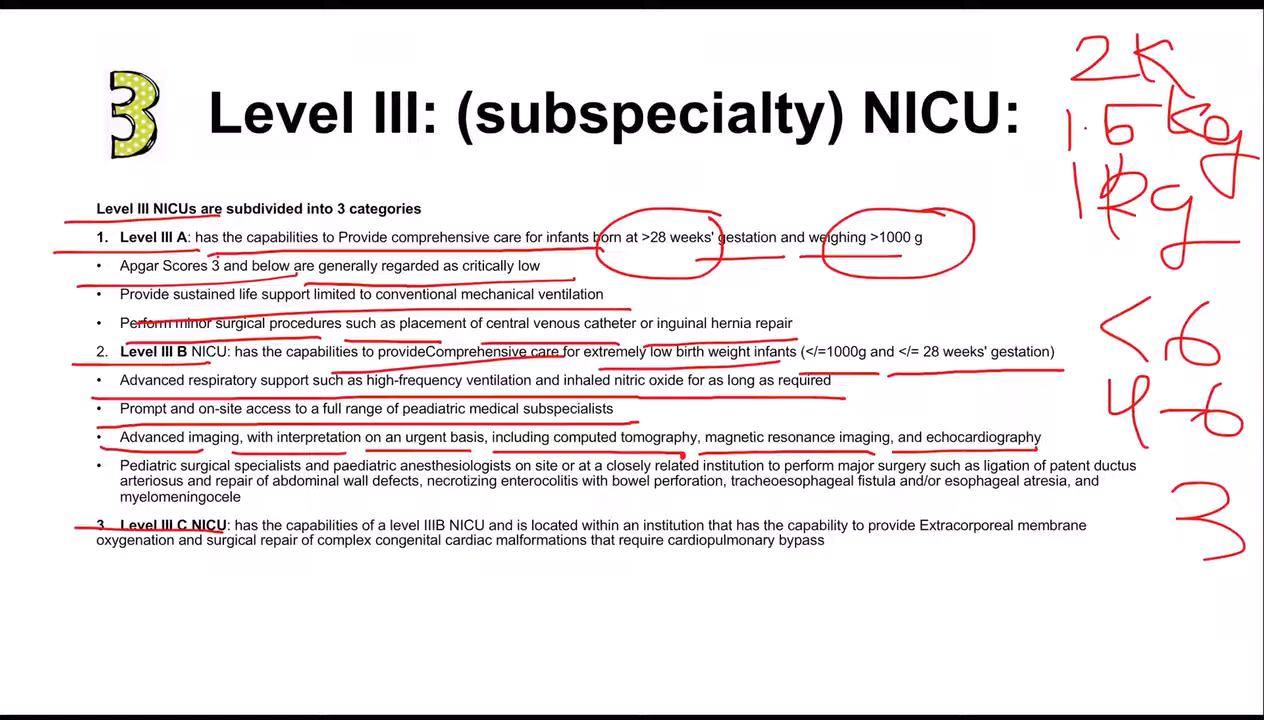 3 Level III: (subspecialty) NICU:
Level III NICUs are subdivided into 3 categories
1. Level III A: has the capabilities to Provide comprehensive care for infants born at >28 weeks' gestation and weighing >1000 g
• Apgar Scores 3 and below are generally regarded as critically low
• Provide sustained life support limited to conventional mechanical ventilation
• Perform minor surgical procedures such as placement of central venous catheter or inguinal hernia repair
2. Level III B NICU: has the capabilities to provideComprehensive care for extremely low birth weight infants (</=1000g and </= 28 weeks' gestation)
• Advanced respiratory support such as high-frequency ventilation and inhaled nitric oxide for as long as required
• Prompt and on-site access to a full range of peadiatric medical subspecialists
• Advanced imaging, with interpretation on an urgent basis, including computed tomography, magnetic resonance imaging, and echocardiography
• Pediatric surgical specialists and paediatric anesthesiologists on site or at a closely related institution to perform major surgery such as ligation of patent ductus
arteriosus and repair of abdominal wall defects, necrotizing enterocolitis with bowel perforation, tracheoesophageal fistula and/or esophageal atresia, and
myelomeningocele
3. Level III C NICU: has the capabilities of a level IIIB NICU and is located within an institution that has the capability to provide Extracorporeal membrane
oxygenation and surgical repair of complex congenital cardiac malformations that require cardiopulmonary bypass
2K
1.5 kg
1kg
<6
4-6
3